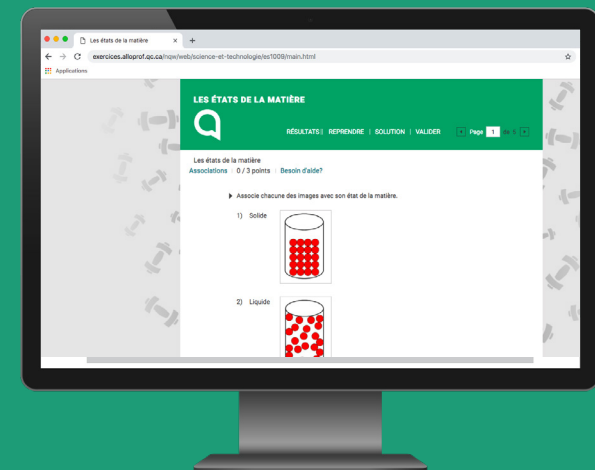 Les états de la matière
exercices.alloprof.qc.ca/nqw/web/science-et-technologie/es1009/main.html
Applications
LES ÉTATS DE LA MATIÈRE
RÉSULTATS | REPRENDRE | SOLUTION | VALIDER Page 1 de 5
Les états de la matière
Associations 0 / 3 points Besoin d'aide?
Associe chacune des images avec son état de la matière.
1) Solide
2) Liquide